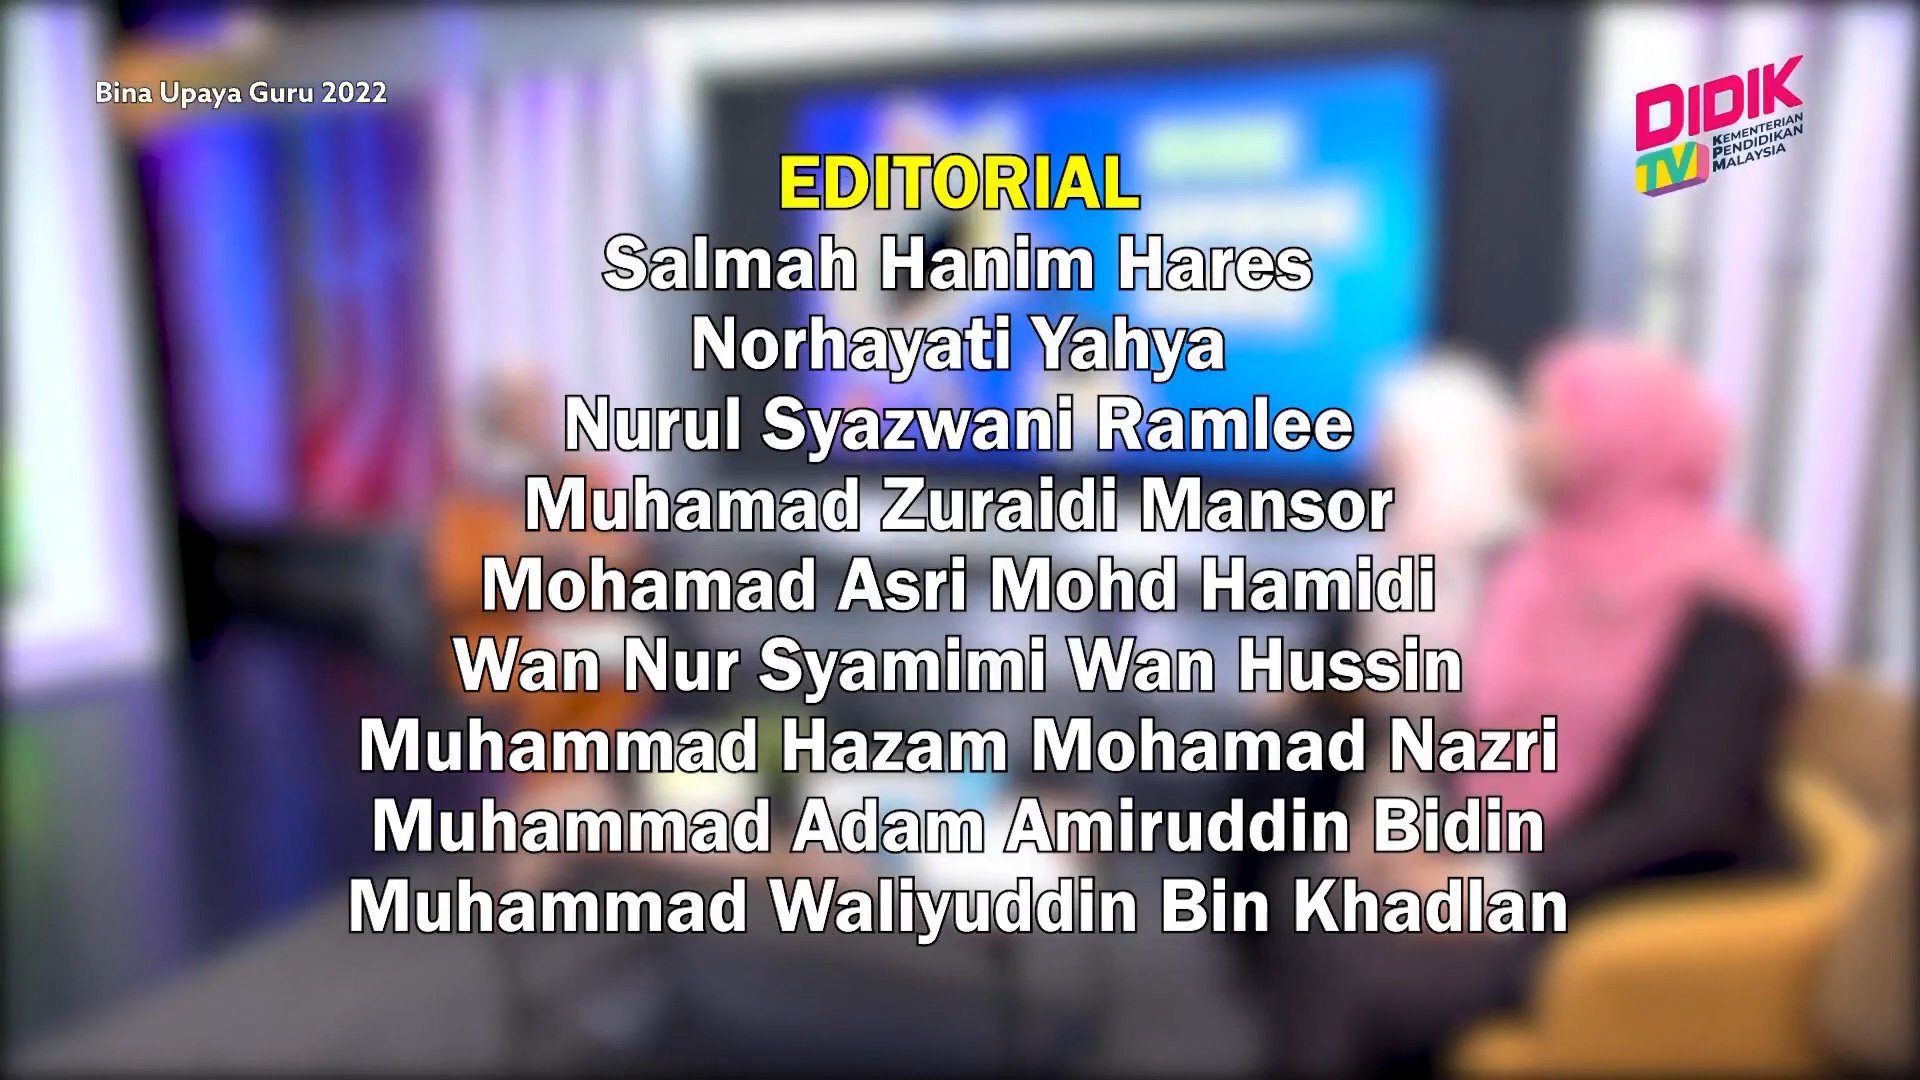 Bina Upaya Guru 2022
DIDIK
TV
KEMENTERIAN
PENDIDIKAN
MALAYSIA
EDITORIAL
Salmah Hanim Hares
Norhayati Yahya
Nurul Syazwani Ramlee
Muhamad Zuraidi Mansor
Mohamad Asri Mohd Hamidi
Wan Nur Syamimi Wan Hussin
Muhammad Hazam Mohamad Nazri
Muhammad Adam Amiruddin Bidin
Muhammad Waliyuddin Bin Khadlan